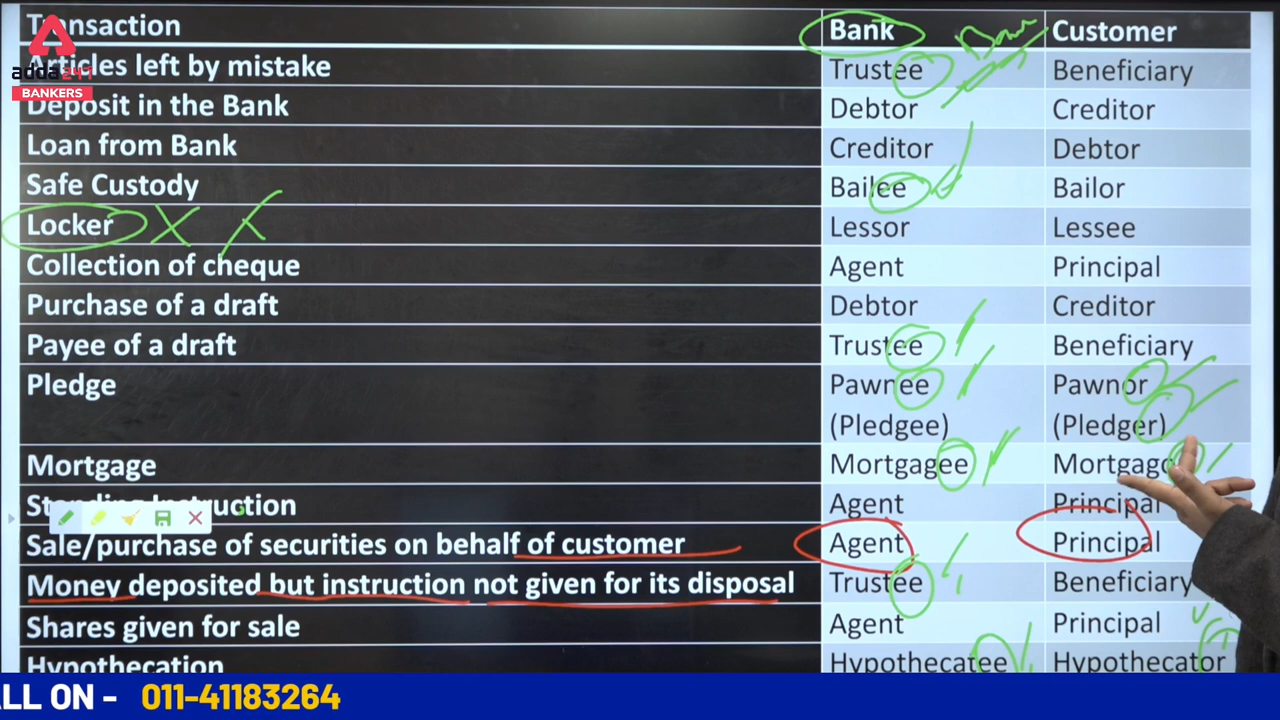 Transaction Bank Customer
adda 241
BANKERS
Articles left by mistake Trustee Beneficiary
Deposit in the Bank Debtor Creditor
Loan from Bank Creditor Debtor
Safe Custody Bailee Bailor
Locker Lessor Lessee
Collection of cheque Agent Principal
Purchase of a draft Debtor Creditor
Payee of a draft Trustee Beneficiary
Pledge Pawnee Pawnor
(Pledgee) (Pledger)
Mortgage Mortgagee
Standing Instruction Agent Principal
Sale/purchase of securities on behalf of customer Agent Principal
Money deposited but instruction not given for its disposal Trustee Beneficiary
Shares given for sale Agent Principal
Hypothecation Hypothecatee Hypothecator
ALL ON - 011-41183264